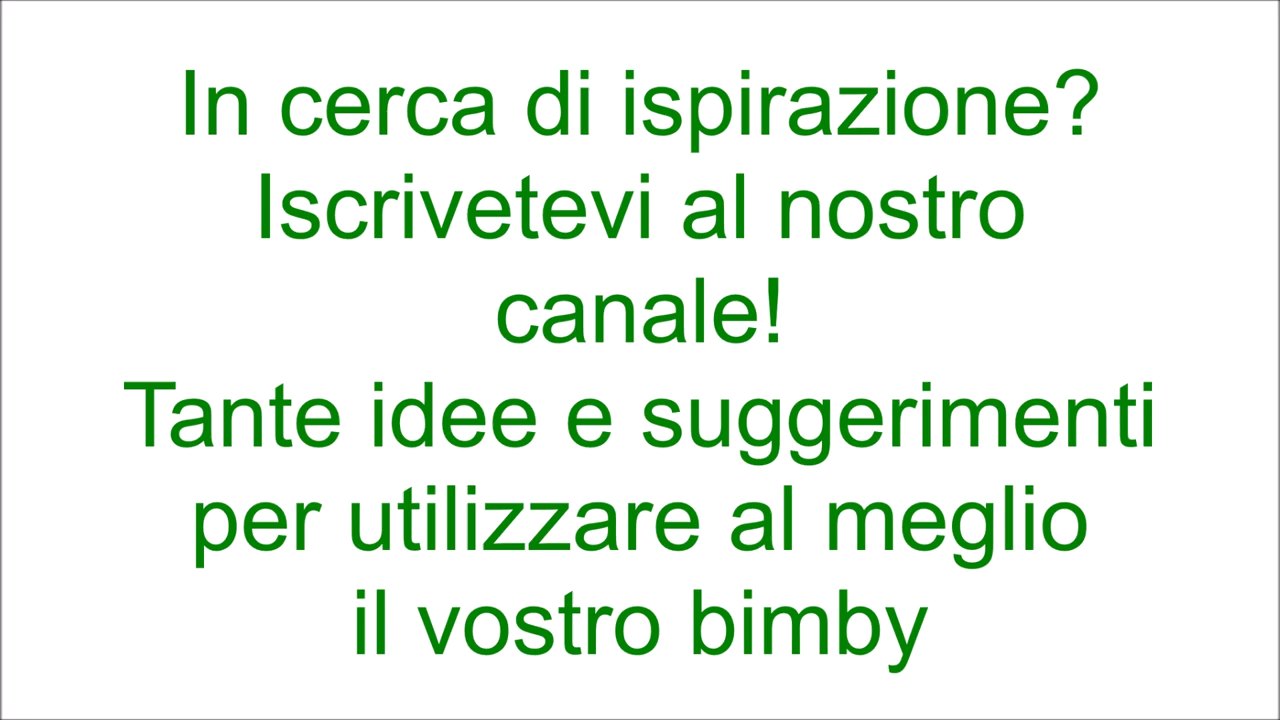 In cerca di ispirazione?
Iscrivetevi al nostro
canale!
Tante idee e suggerimenti
per utilizzare al meglio
il vostro bimby